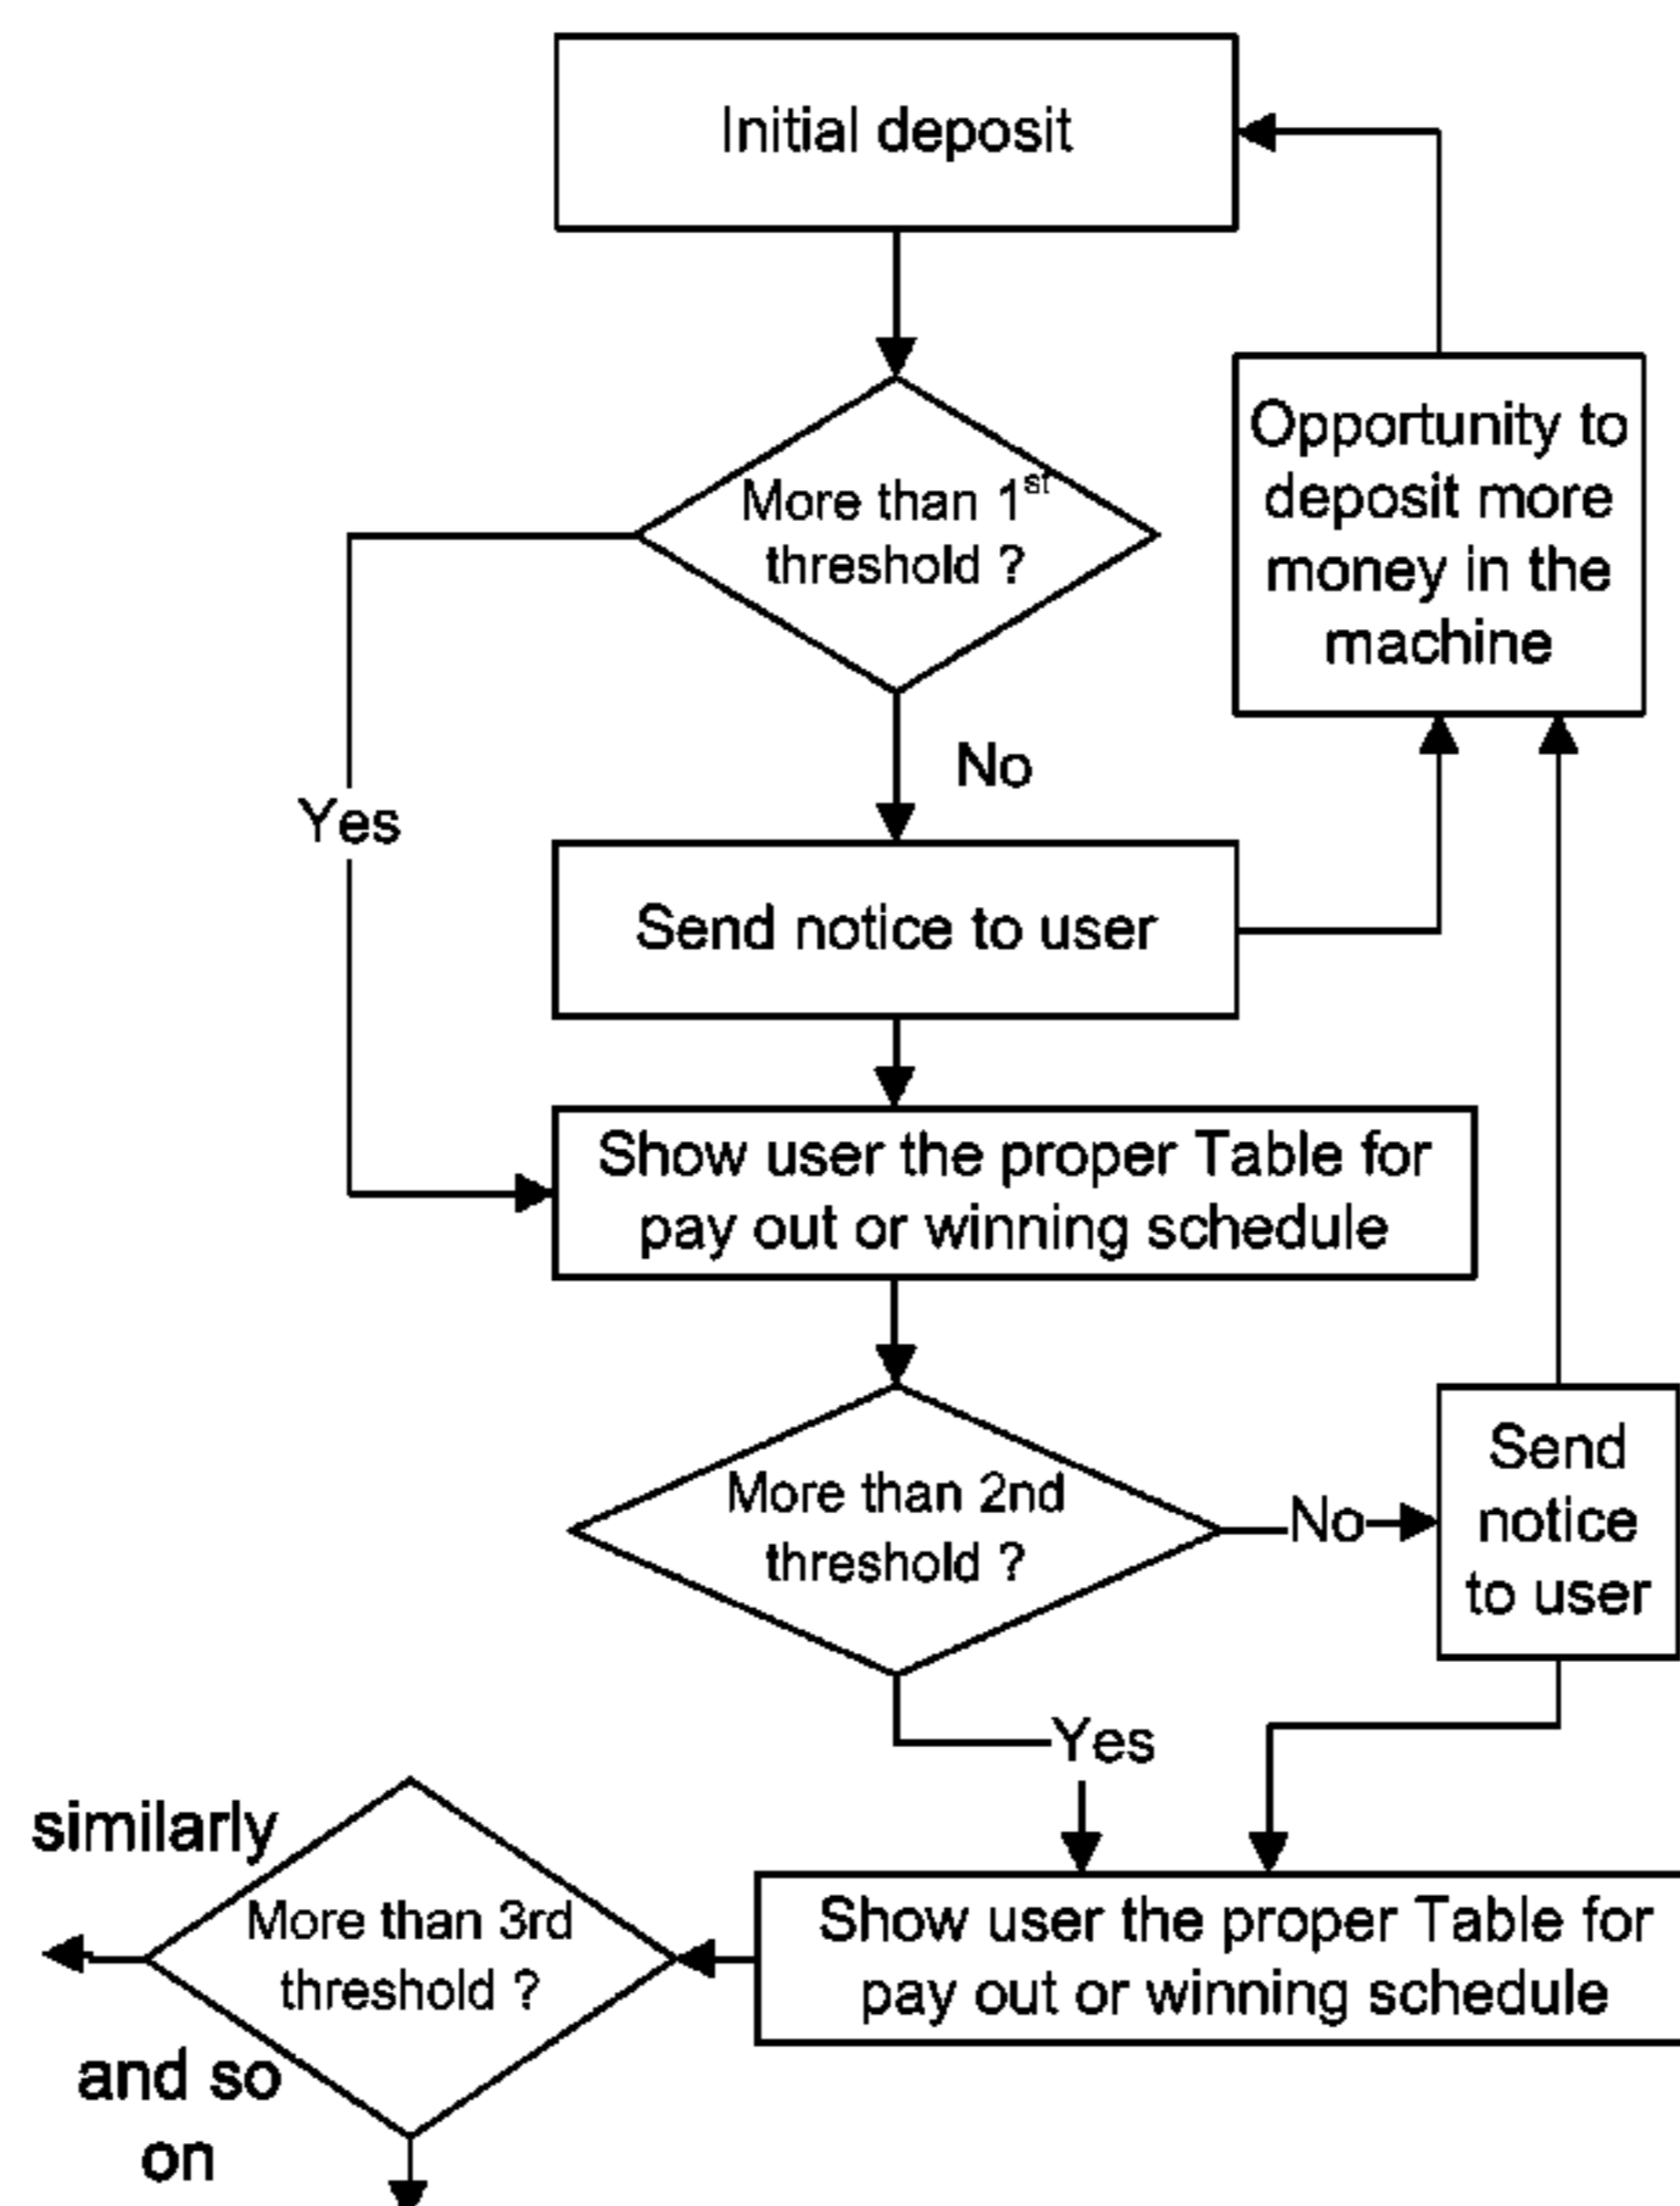 Initial deposit
Opportunity to
deposit more
money in the
machine
More than 1st
threshold ?
No
Yes
Send notice to user
Show user the proper Table for
pay out or winning schedule
More than 2nd
threshold ?
No
Send
notice
to user
Yes
similarly
More than 3rd
threshold ?
and so
on
Show user the proper Table for
pay out or winning schedule